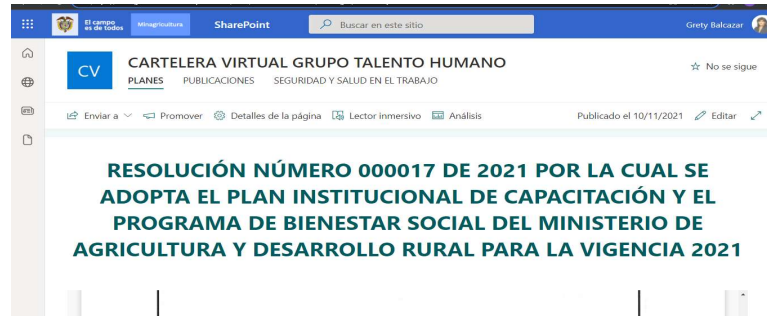 El campo
es de todos
Minagricultura
SharePoint
Buscar en este sitio
Grety Balcazar
CV
CARTELERA VIRTUAL GRUPO TALENTO HUMANO
No se sigue
PLANES PUBLICACIONES SEGURIDAD Y SALUD EN EL TRABAJO
Enviar a Promover Detalles de la página Lector inmersivo Análisis Publicado el 10/11/2021 Editar
RESOLUCIÓN NÚMERO 000017 DE 2021 POR LA CUAL SE
ADOPTA EL PLAN INSTITUCIONAL DE CAPACITACIÓN Y EL
PROGRAMA DE BIENESTAR SOCIAL DEL MINISTERIO DE
AGRICULTURA Y DESARROLLO RURAL PARA LA VIGENCIA 2021